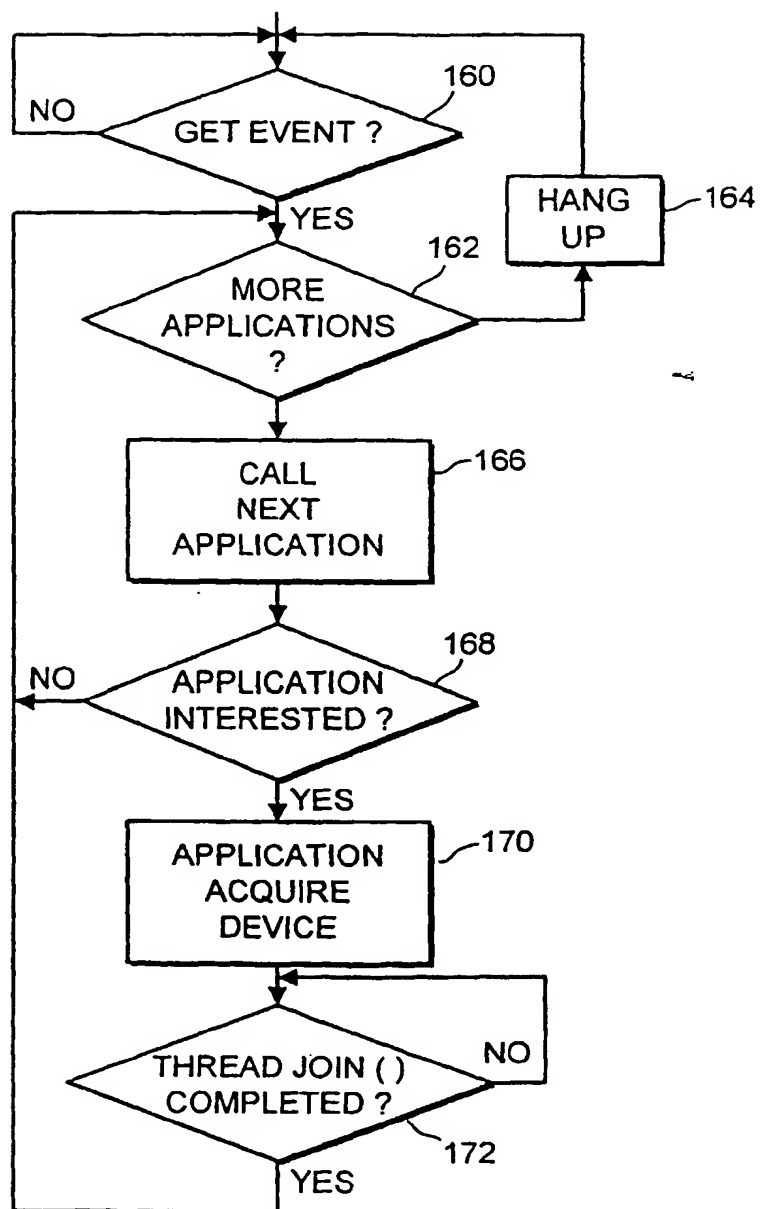 160
NO
GET EVENT ?
YES
HANG
UP
164
162
MORE
APPLICATIONS
?
166
CALL
NEXT
APPLICATION
168
NO
APPLICATION
INTERESTED ?
YES
170
APPLICATION
ACQUIRE
DEVICE
NO
THREAD JOIN ( )
COMPLETED ?
172
YES